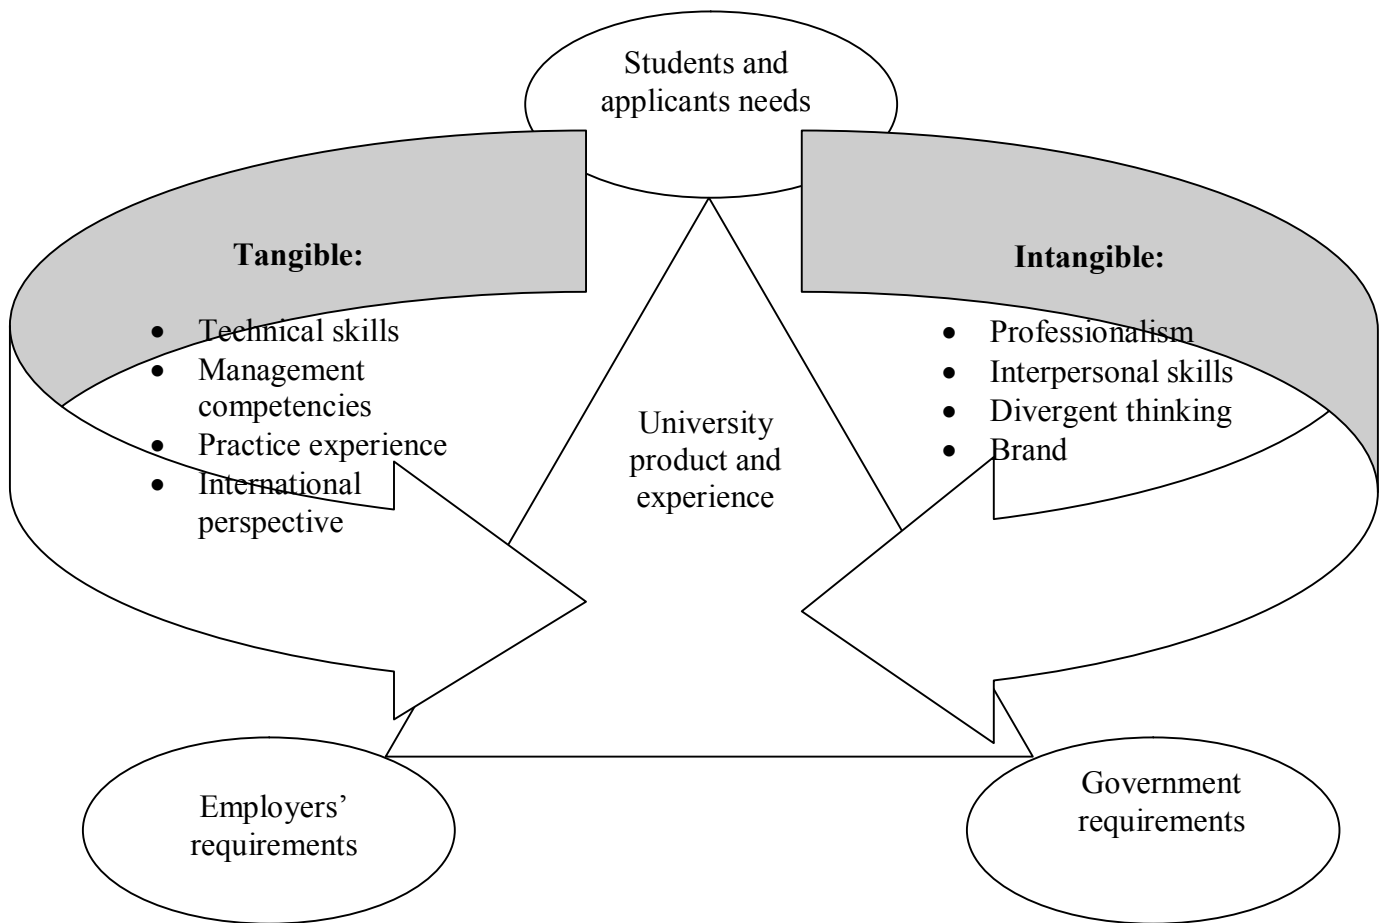 Students and
applicants needs
Tangible:
• Technical skills
• Management
competencies
• Practice experience
• International
perspective
Intangible:
• Professionalism
• Interpersonal skills
• Divergent thinking
• Brand
University
product and
experience
Employers’
requirements
Government
requirements